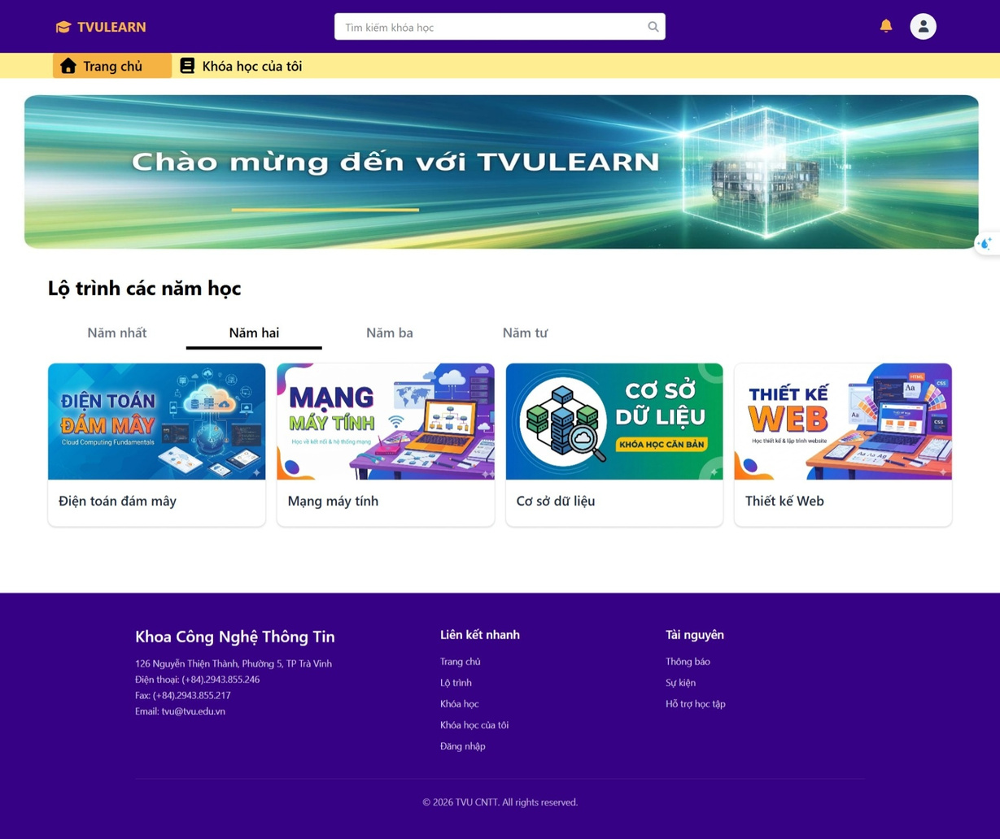 TVULEARN
Tìm kiếm khóa học
Trang chủ
Khóa học của tôi
Chào mừng đến với TVULEARN
Lộ trình các năm học
Năm nhất
Năm hai
Năm ba
Năm tư
ĐIỆN TOÁN
ĐÁM MÂY
Cloud Computing Fundamentals
Điện toán đám mây
MẠNG
MÁY TÍNH
Học về kết nối & hệ thống mạng
Mạng máy tính
CƠ SỞ
DỮ LIỆU
KHÓA HỌC CĂN BẢN
Cơ sở dữ liệu
THIẾT KẾ
WEB
Học thiết kế & lập trình website
HTML
CSS
Aa
Aa
CSS
Thiết kế Web
Khoa Công Nghệ Thông Tin
126 Nguyễn Thiện Thành, Phường 5, TP Trà Vinh
Điện thoại: (+84).2943.855.246
Fax: (+84).2943.855.217
Email: tvu@tvu.edu.vn
Liên kết nhanh
Trang chủ
Lộ trình
Khóa học
Khóa học của tôi
Đăng nhập
Tài nguyên
Thông báo
Sự kiện
Hỗ trợ học tập
© 2026 TVU CNTT. All rights reserved.